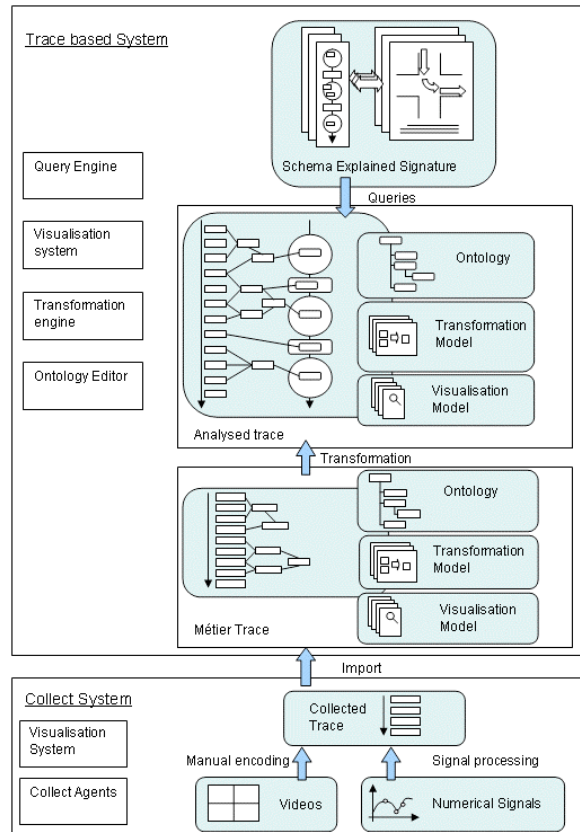 Trace based System
Schema Explained Signature
Query Engine
Queries
Visualisation
system
Transformation
engine
Ontology Editor
Ontology
Transformation
Model
Visualisation
Model
Analysed trace
Transformation
Ontology
Transformation
Model
Visualisation
Model
Métier Trace
Import
Collect System
Visualisation
System
Collect Agents
Collected
Trace
Manual encoding
Signal processing
Videos
Numerical Signals